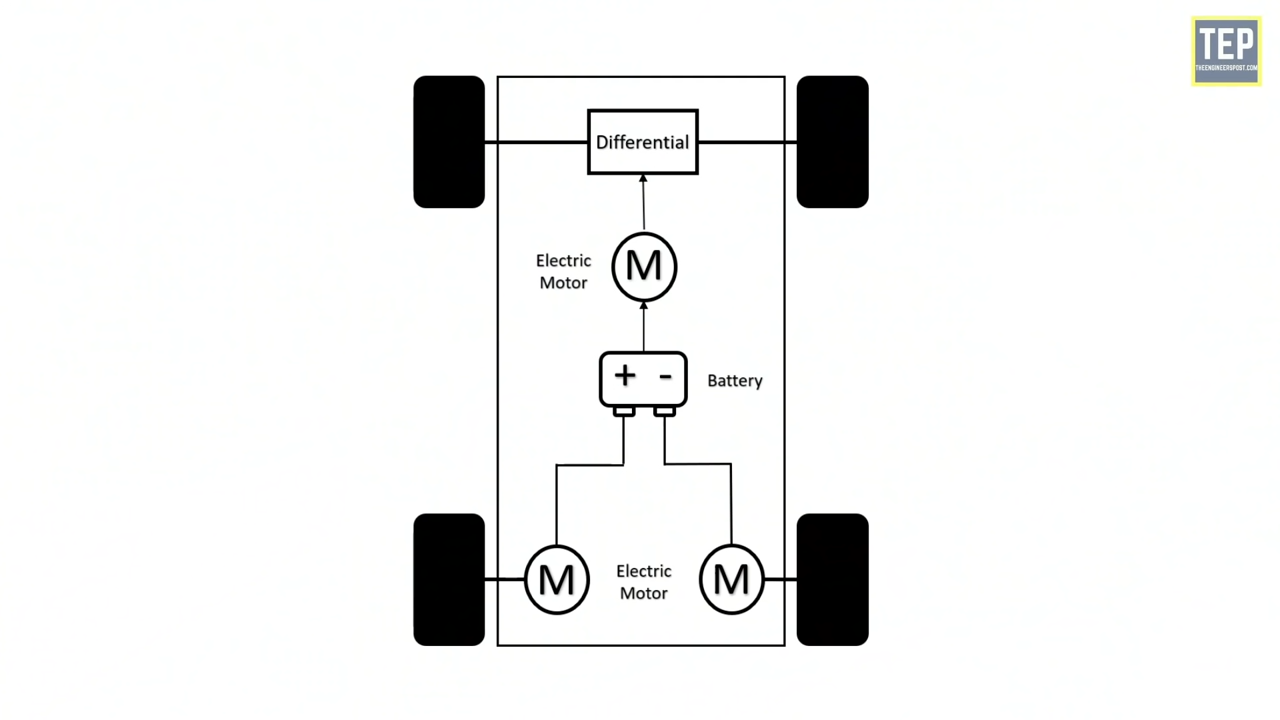 TEP
THEENGINEERSPOST.COM
Differential
Electric
Motor
M
+ -
Battery
M
Electric
Motor
M